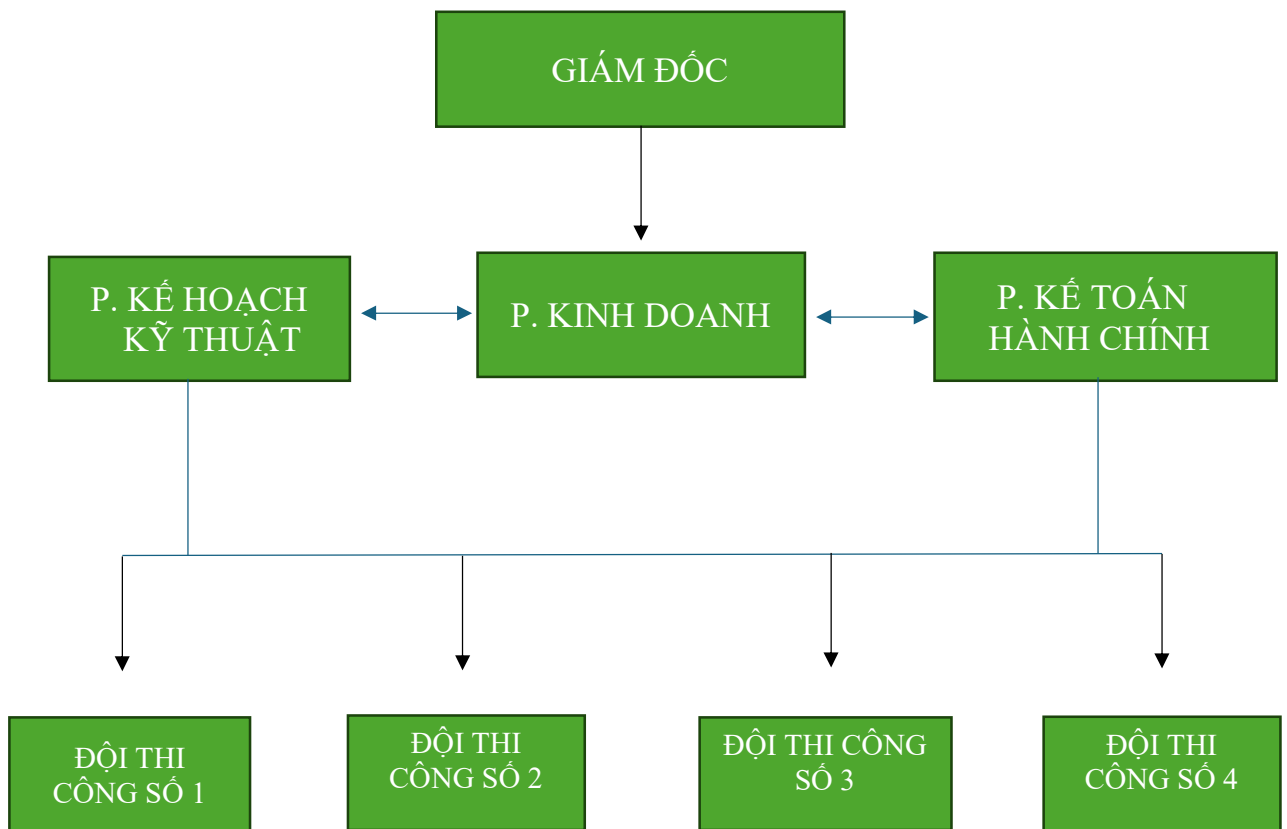 GIÁM ĐỐC
P. KẾ HOẠCH
KỸ THUẬT
P. KINH DOANH
P. KẾ TOÁN
HÀNH CHÍNH
ĐỘI THI
CÔNG SỐ 1
ĐỘI THI
CÔNG SỐ 2
ĐỘI THI CÔNG
SỐ 3
ĐỘI THI
CÔNG SỐ 4